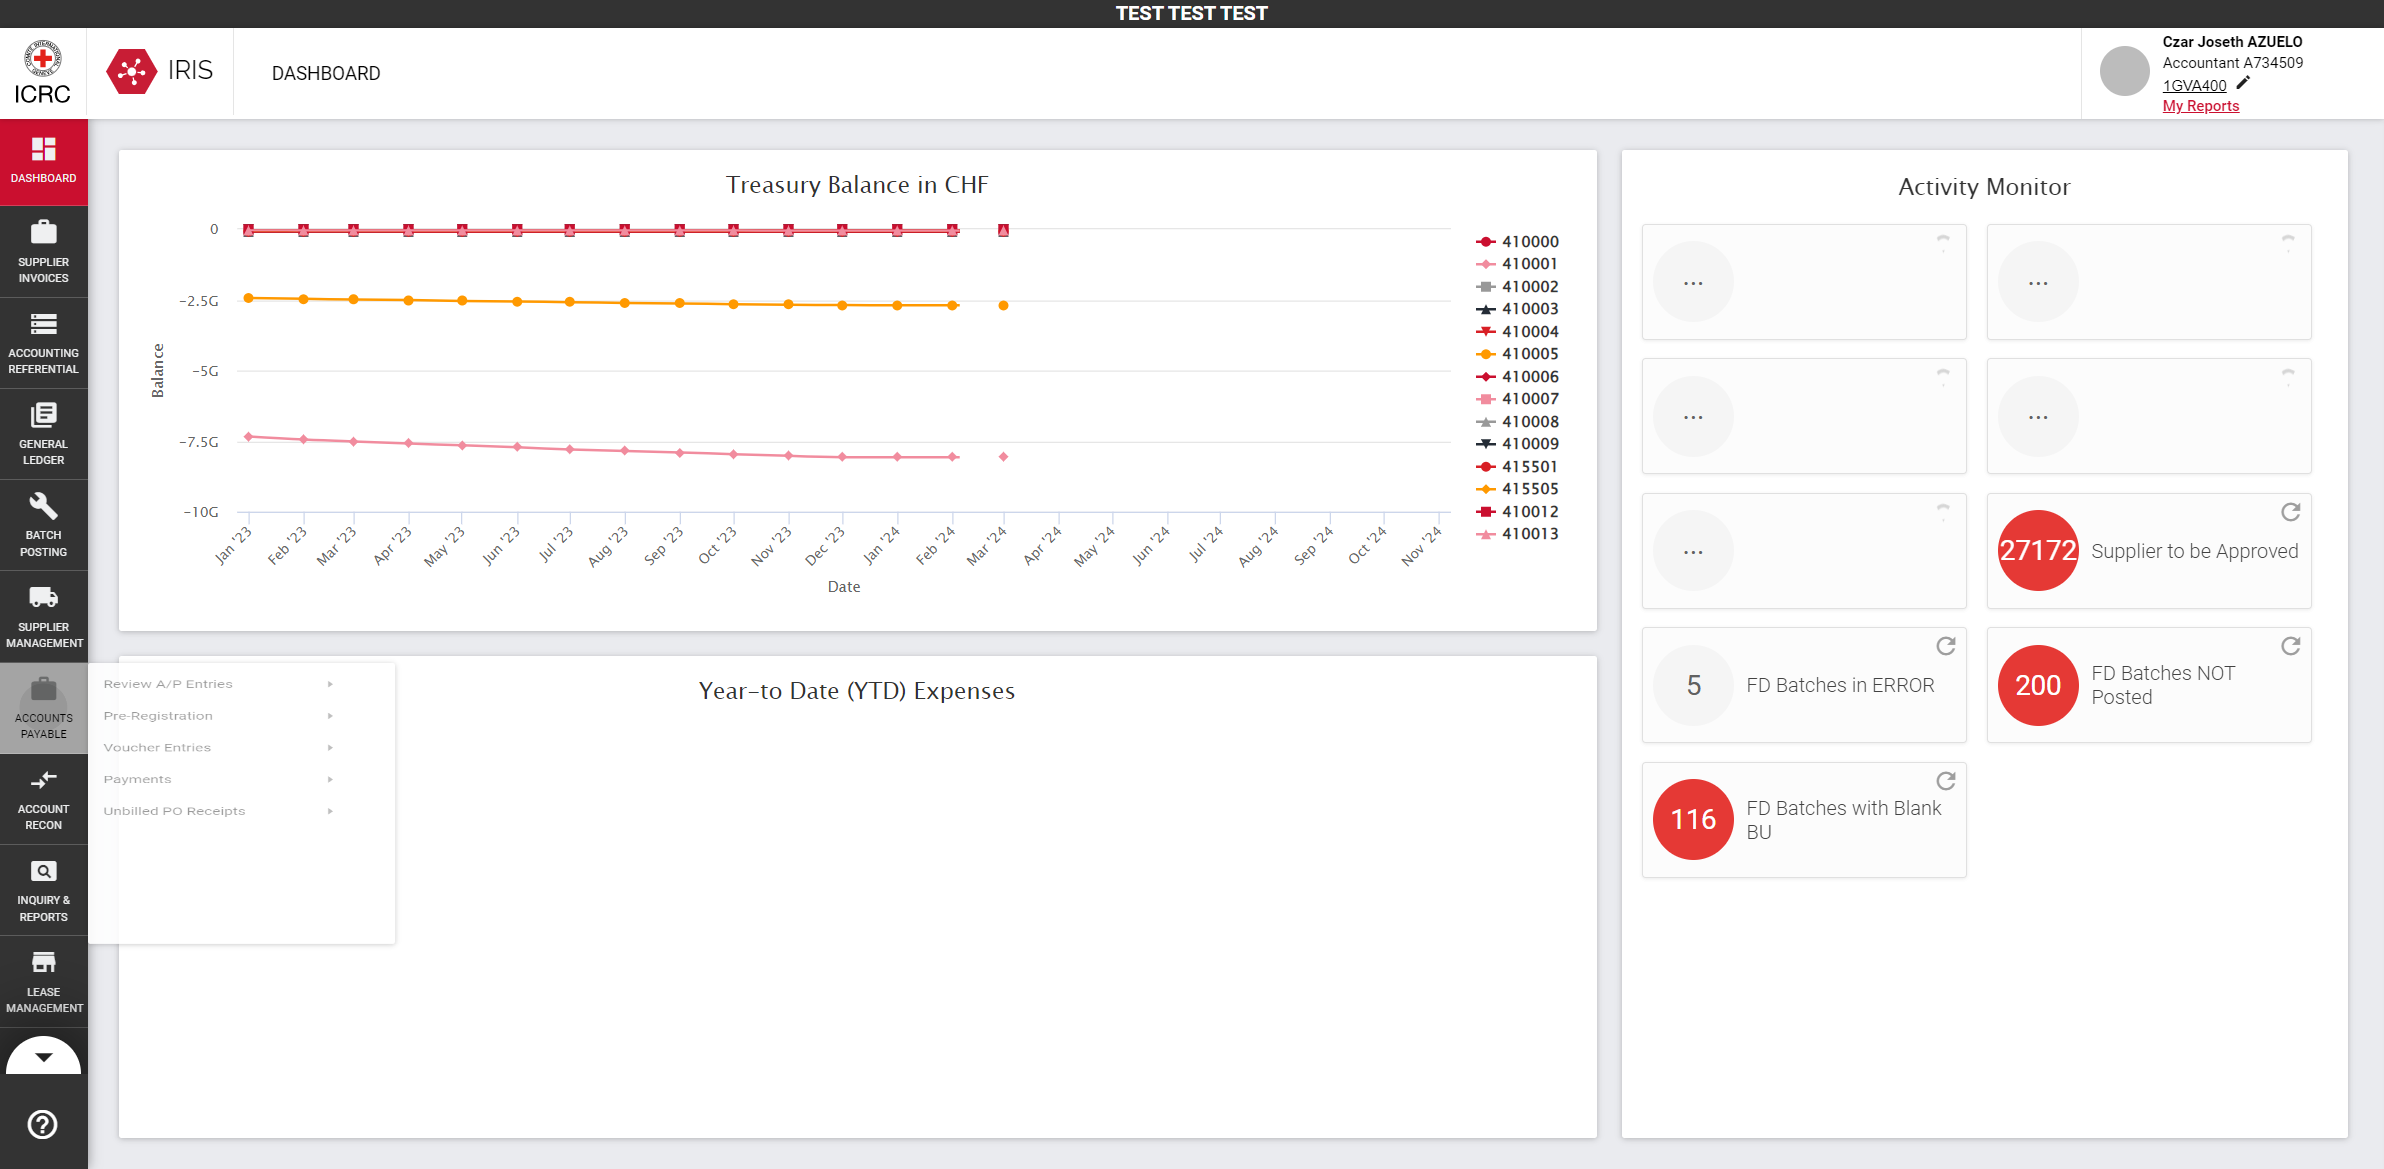 TEST TEST TEST
ICRC
IRIS
DASHBOARD
Czar Joseth AZUELO
Accountant A734509
1GVA400
My Reports
DASHBOARD
SUPPLIER
INVOICES
ACCOUNTING
REFERENTIAL
GENERAL
LEDGER
BATCH
POSTING
SUPPLIER
MANAGEMENT
ACCOUNTS
PAYABLE
ACCOUNT
RECON
INQUIRY &
REPORTS
LEASE
MANAGEMENT
Review A/P Entries
Pre-Registration
Voucher Entries
Payments
Unbilled PO Receipts
Treasury Balance in CHF
Balance
0
-2.5G
-5G
-7.5G
-10G
Jan '23
Feb '23
Mar '23
Apr '23
May '23
Jun '23
Jul '23
Aug '23
Sep '23
Oct '23
Nov '23
Dec '23
Jan '24
Feb '24
Mar '24
Apr '24
May '24
Jun '24
Jul '24
Aug '24
Sep '24
Oct '24
Nov '24
Date
410000
410001
410002
410003
410004
410005
410006
410007
410008
410009
415501
415505
410012
410013
Year-to Date (YTD) Expenses
Activity Monitor
...
...
...
...
...
27172 Supplier to be Approved
5 FD Batches in ERROR
200 FD Batches NOT
Posted
116 FD Batches with Blank
BU